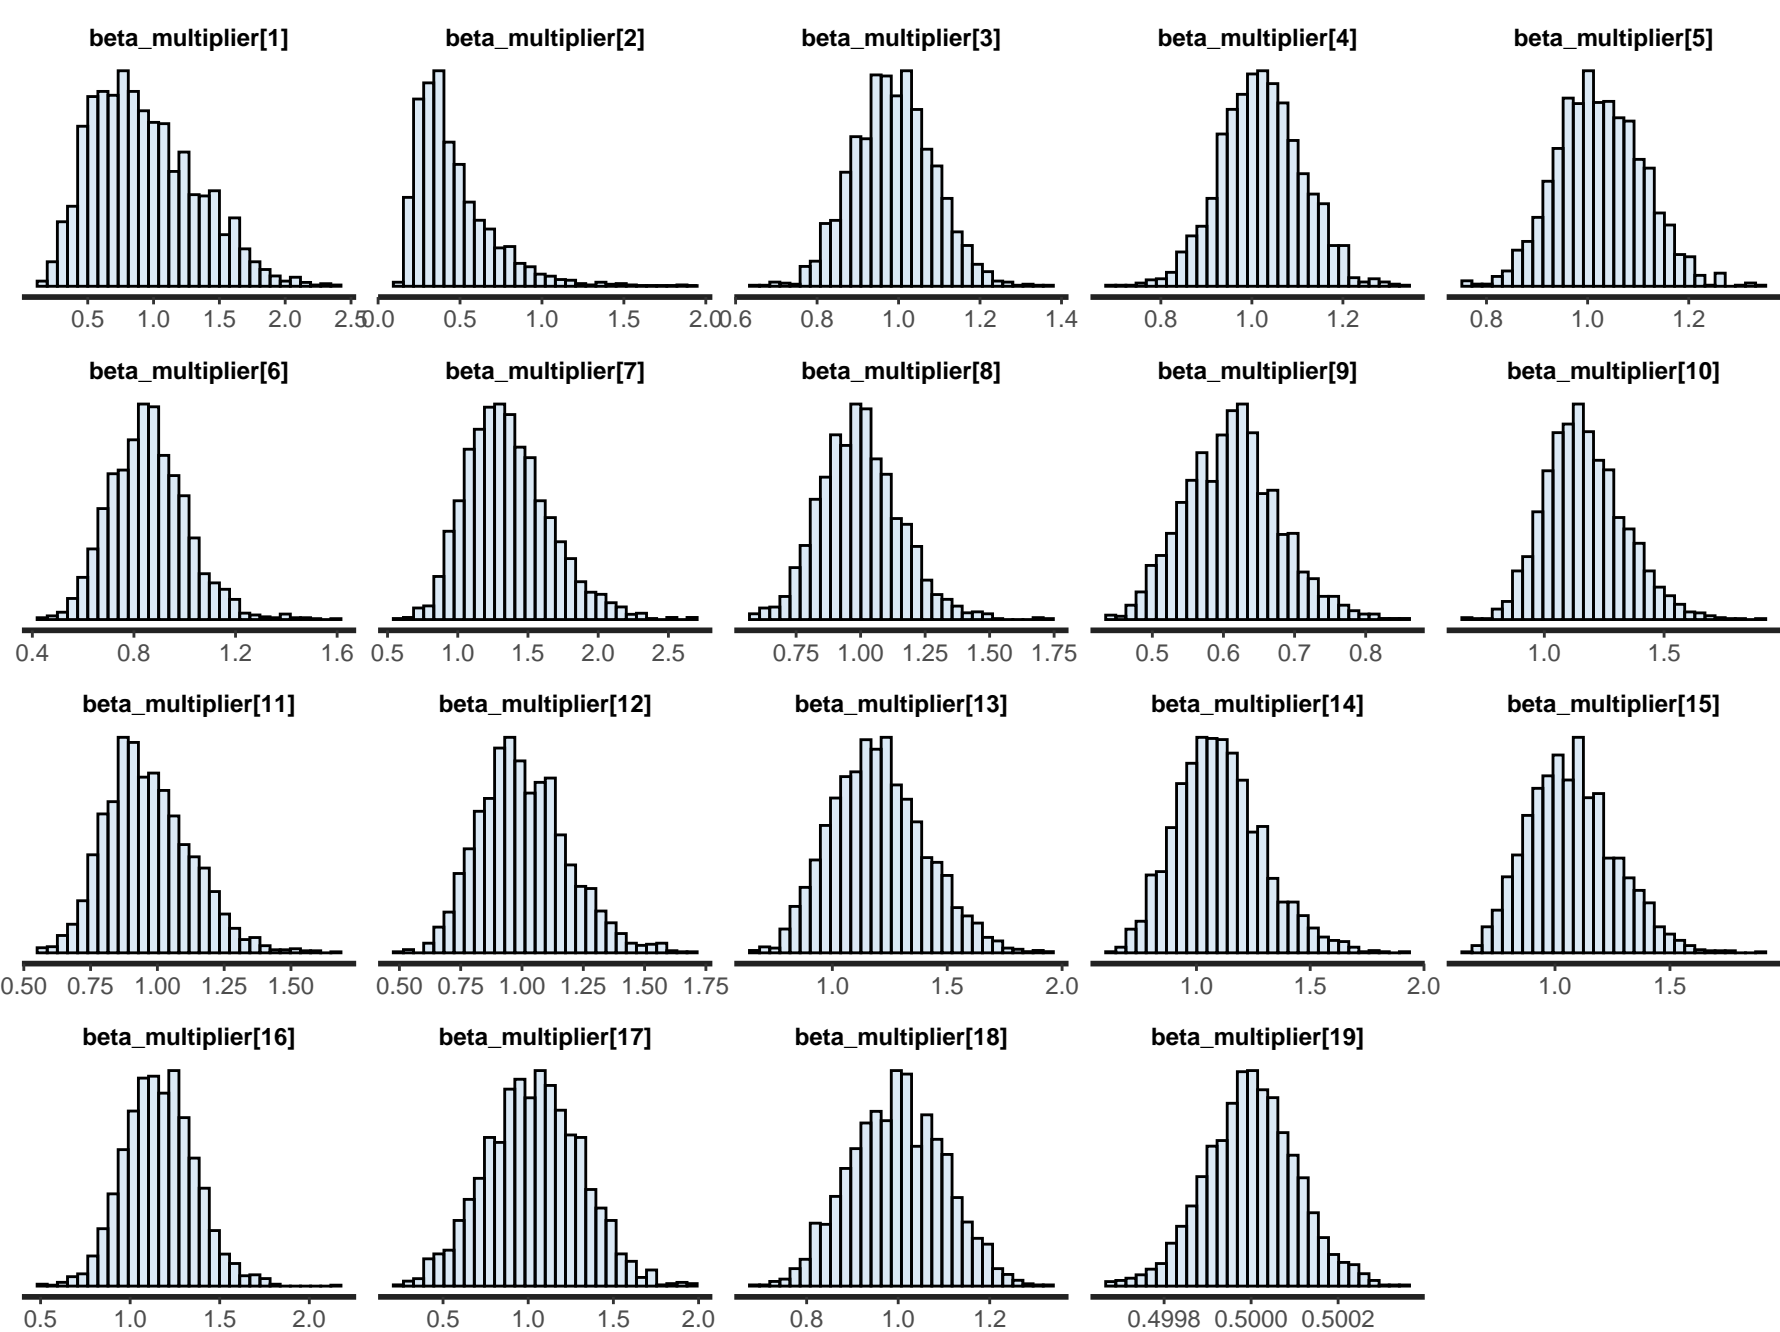 beta_multiplier[1] beta_multiplier[2] beta_multiplier[3] beta_multiplier[4] beta_multiplier[5]
0.5 1.0 1.5 2.0 2.5 0.0 0.5 1.0 1.5 2.0 0.6 0.8 1.0 1.2 1.4 0.8 1.0 1.2 0.8 1.0 1.2
beta_multiplier[6] beta_multiplier[7] beta_multiplier[8] beta_multiplier[9] beta_multiplier[10]
0.4 0.8 1.2 1.6 0.5 1.0 1.5 2.0 2.5 0.75 1.00 1.25 1.50 1.75 0.5 0.6 0.7 0.8 1.0 1.5
beta_multiplier[11] beta_multiplier[12] beta_multiplier[13] beta_multiplier[14] beta_multiplier[15]
0.50 0.75 1.00 1.25 1.50 0.50 0.75 1.00 1.25 1.50 1.75 1.0 1.5 2.0 1.0 1.5 2.0 1.0 1.5
beta_multiplier[16] beta_multiplier[17] beta_multiplier[18] beta_multiplier[19]
0.5 1.0 1.5 2.0 0.5 1.0 1.5 2.0 0.8 1.0 1.2 0.4998 0.5000 0.5002